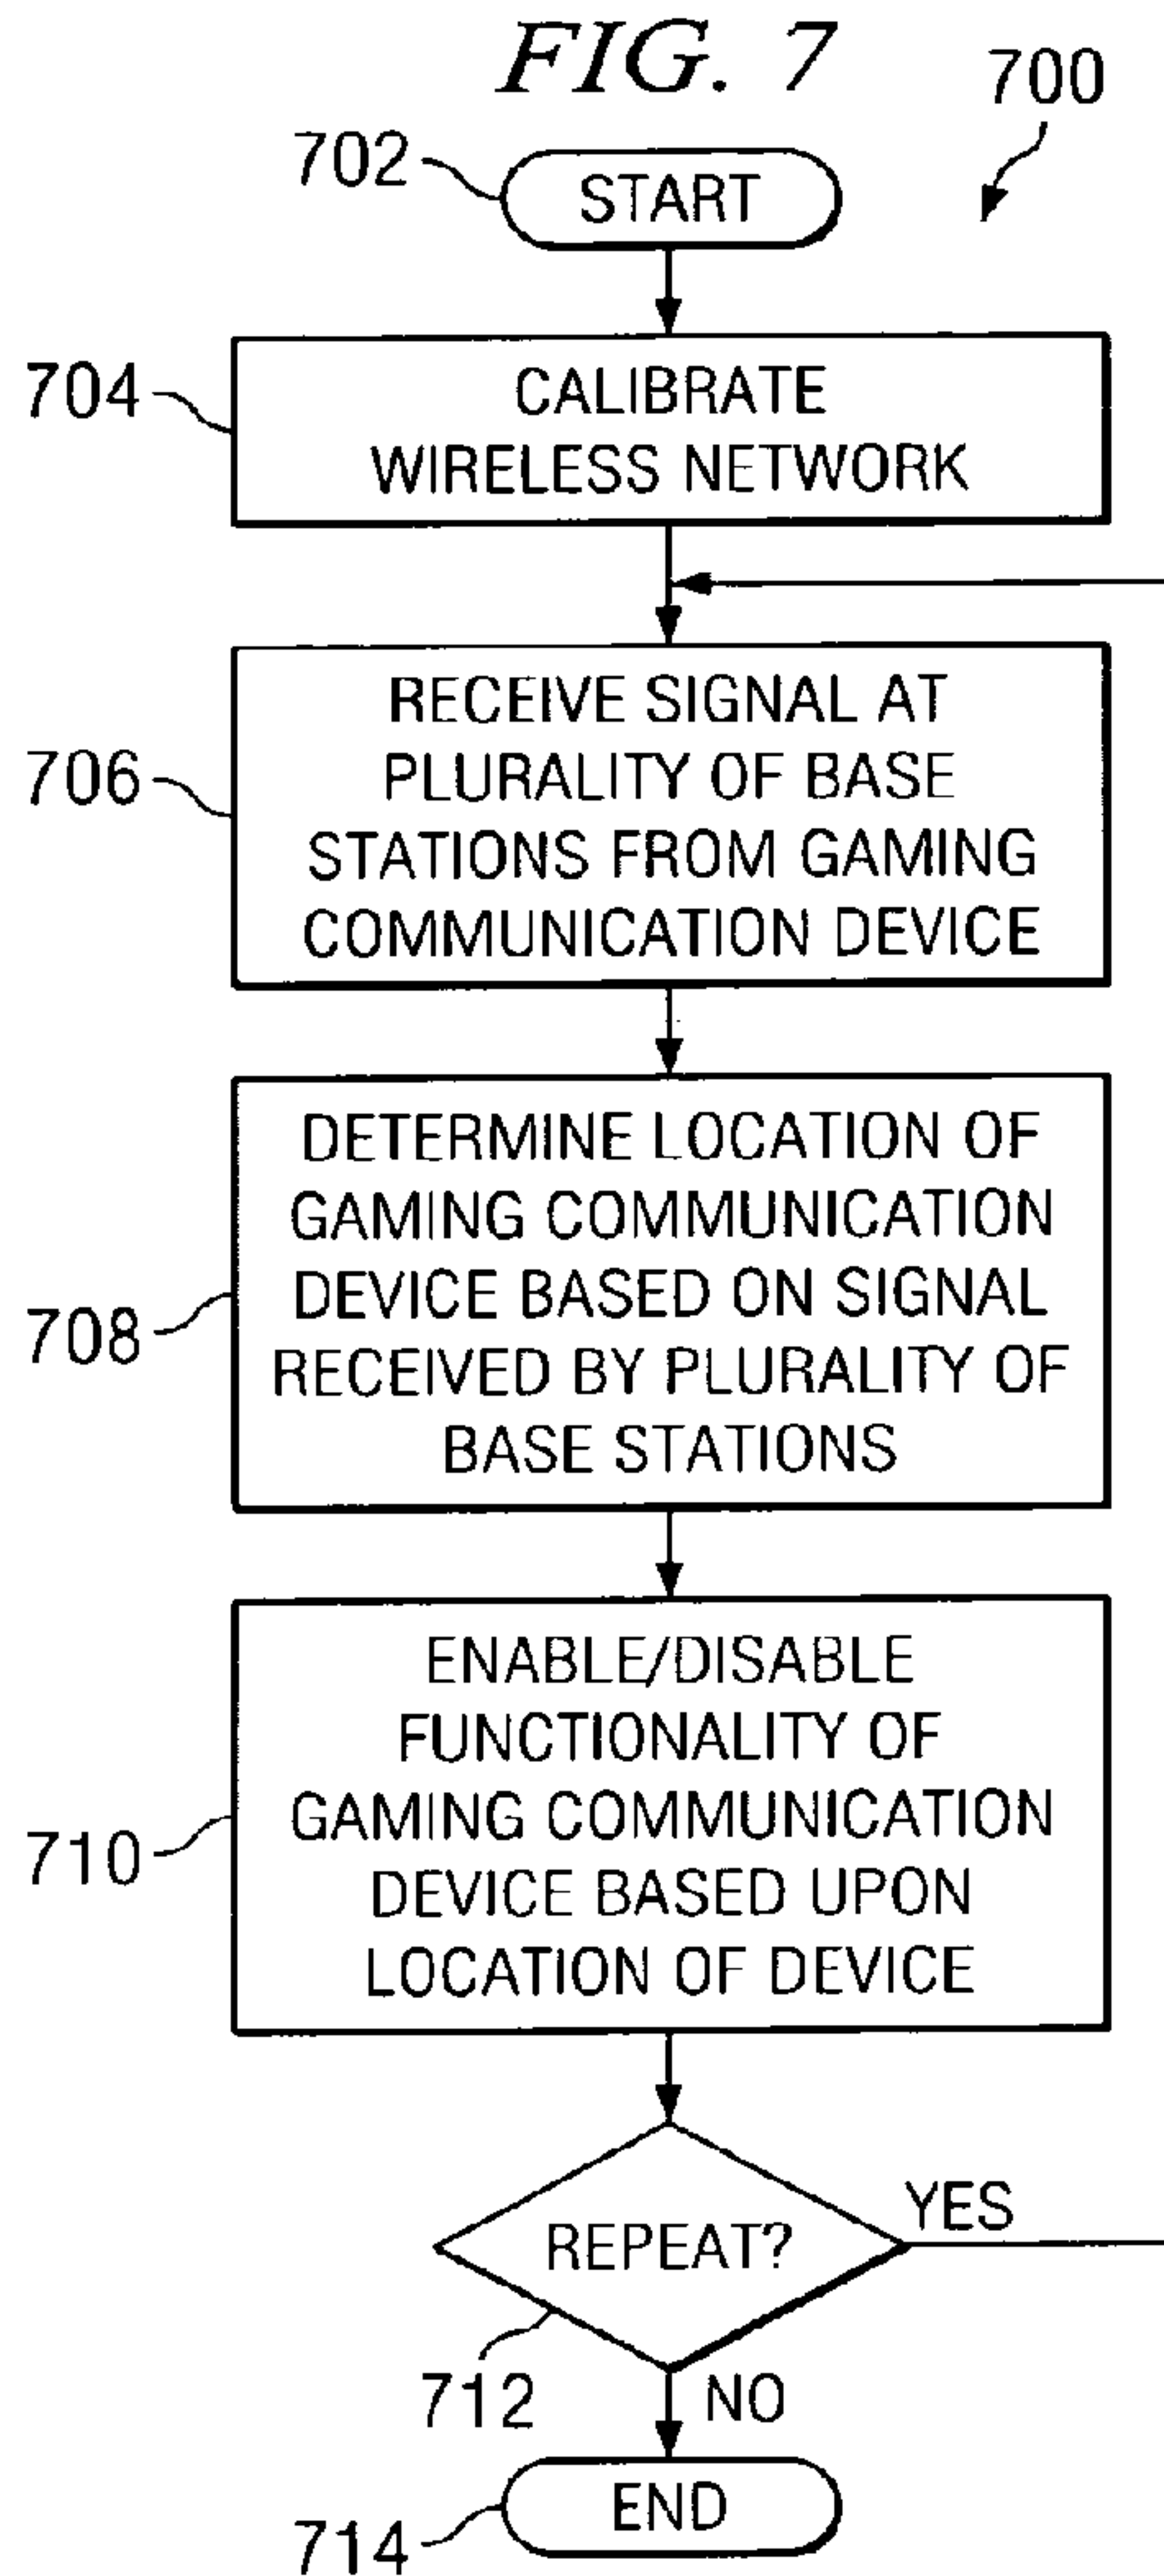 FIG. 7
700
702
START
704
CALIBRATE
WIRELESS NETWORK
706
RECEIVE SIGNAL AT
PLURALITY OF BASE
STATIONS FROM GAMING
COMMUNICATION DEVICE
708
DETERMINE LOCATION OF
GAMING COMMUNICATION
DEVICE BASED ON SIGNAL
RECEIVED BY PLURALITY OF
BASE STATIONS
710
ENABLE/DISABLE
FUNCTIONALITY OF
GAMING COMMUNICATION
DEVICE BASED UPON
LOCATION OF DEVICE
REPEAT?
YES
712
NO
END
714